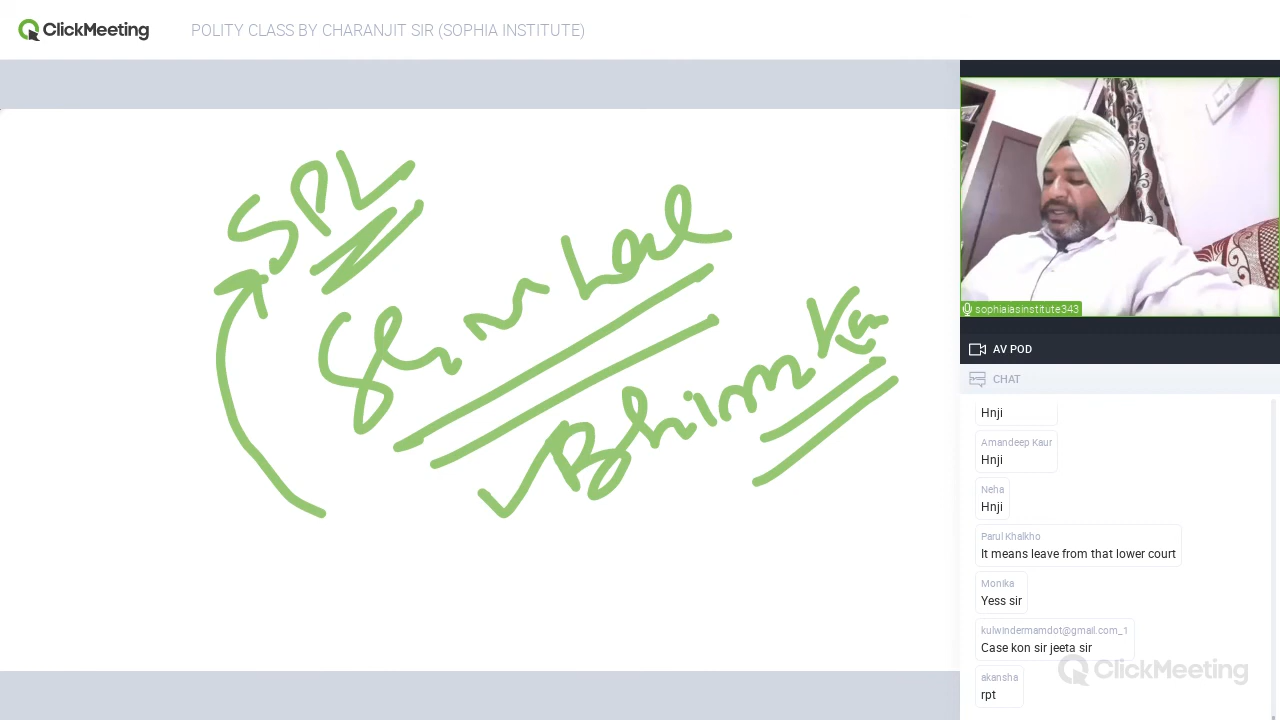 ClickMeeting
POLITY CLASS BY CHARANJIT SIR (SOPHIA INSTITUTE)
SPL
Lal
Bhim
sophiaiasinstitute343
AV POD
CHAT
Hnji
Amandeep Kaur
Hnji
Neha
Hnji
Parul Khalkho
It means leave from that lower court
Monika
Yess sir
kulwindermamdot@gmail.com_1
Case kon sir jeeta sir
akansha
rpt
ClickMeeting